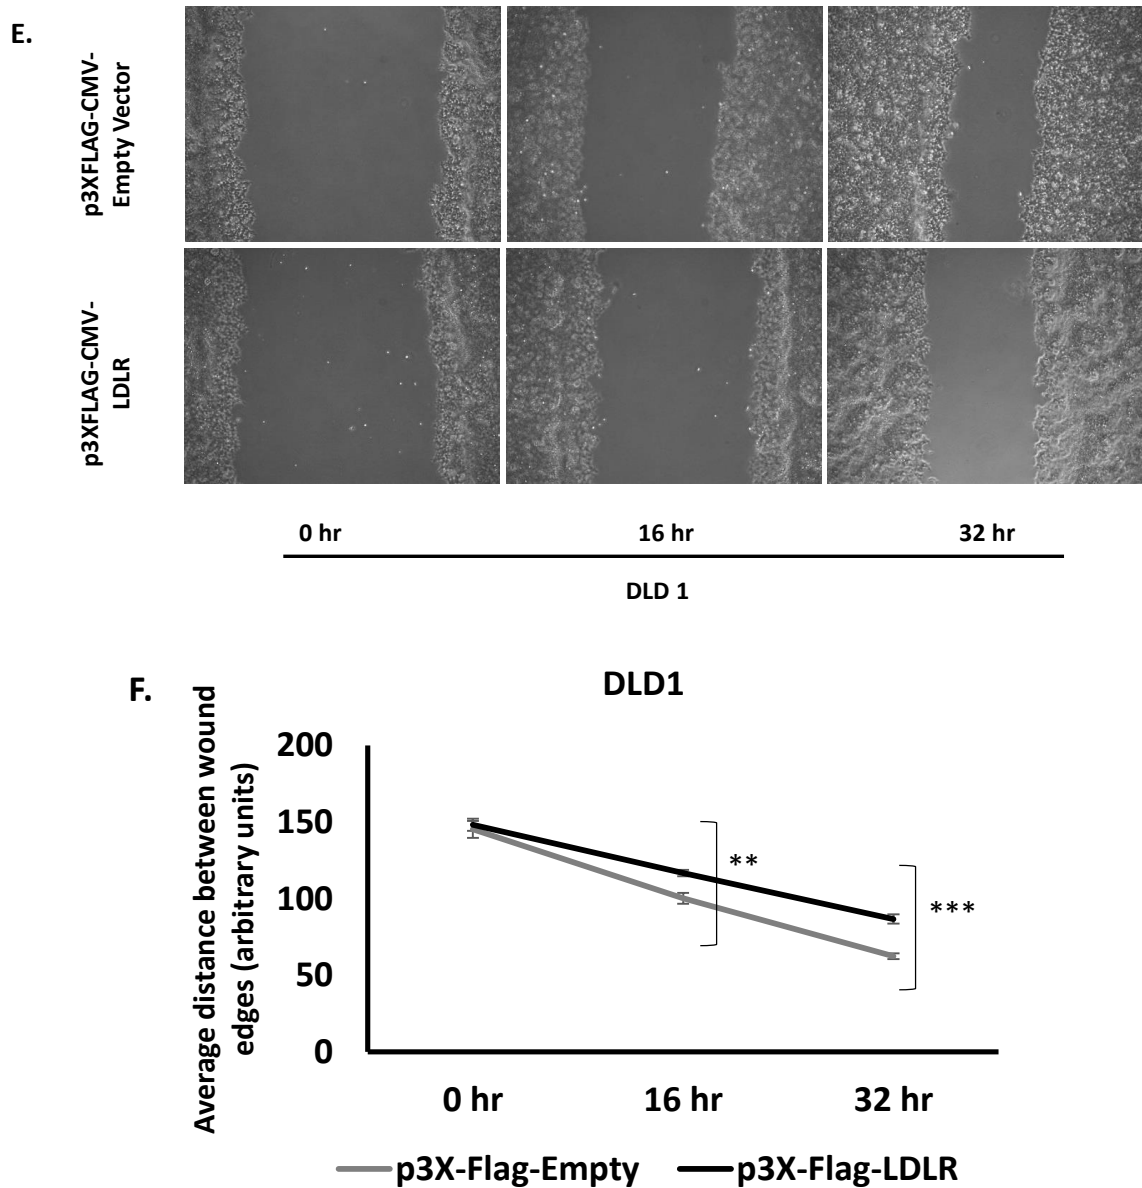 E.
p3XFLAG-CMV-
Empty Vector
p3XFLAG-CMV-
LDLR
0 hr
16 hr
32 hr
DLD 1
F.
DLD1
Average distance between wound
edges (arbitrary units)
200
150
100
50
0
**
***
0 hr
16 hr
32 hr
p3X-Flag-Empty
p3X-Flag-LDLR